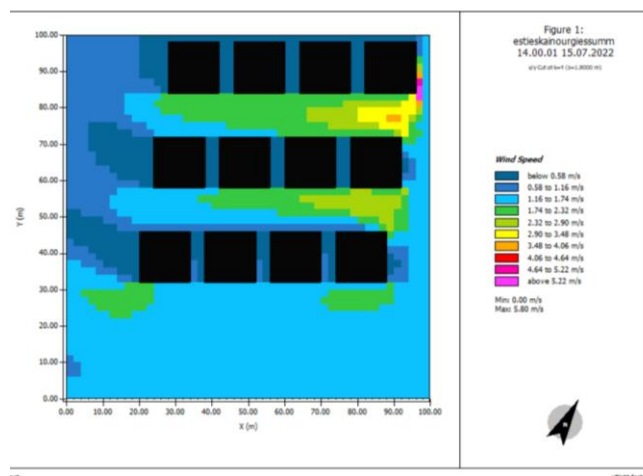 Figure 1:
estieskainourgiessumm
14.00.01 15.07.2022
x/y Cut at k=4 (z=1.8000 m)
Wind Speed
below 0.58 m/s
0.58 to 1.16 m/s
1.16 to 1.74 m/s
1.74 to 2.32 m/s
2.32 to 2.90 m/s
2.90 to 3.48 m/s
3.48 to 4.06 m/s
4.06 to 4.64 m/s
4.64 to 5.22 m/s
above 5.22 m/s
Min: 0.00 m/s
Max: 5.80 m/s
100.00
90.00
80.00
70.00
60.00
50.00
40.00
30.00
20.00
10.00
0.00
Y (m)
0.00 10.00 20.00 30.00 40.00 50.00 60.00 70.00 80.00 90.00 100.00
X (m)
N